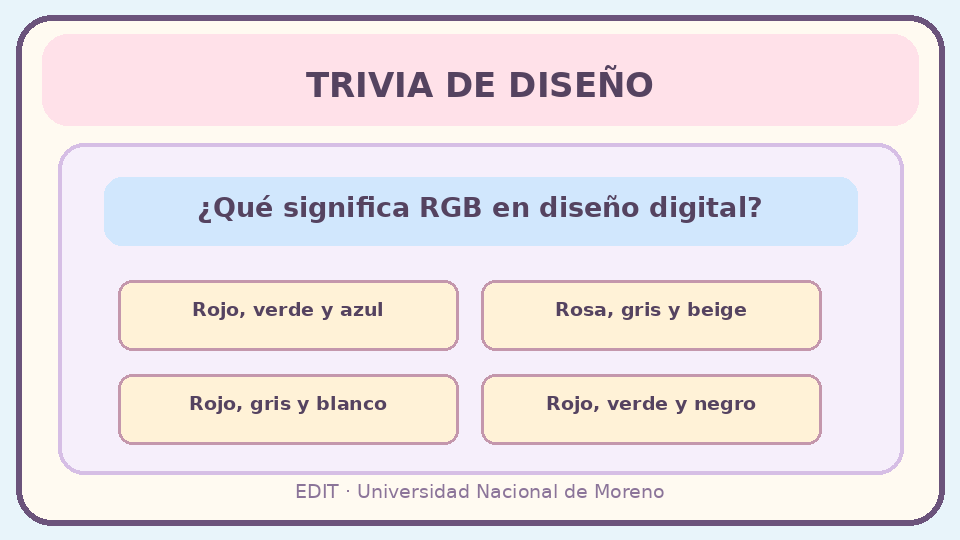 TRIVIA DE DISEÑO
¿Qué significa RGB en diseño digital?
Rojo, verde y azul
Rosa, gris y beige
Rojo, gris y blanco
Rojo, verde y negro
EDIT · Universidad Nacional de Moreno